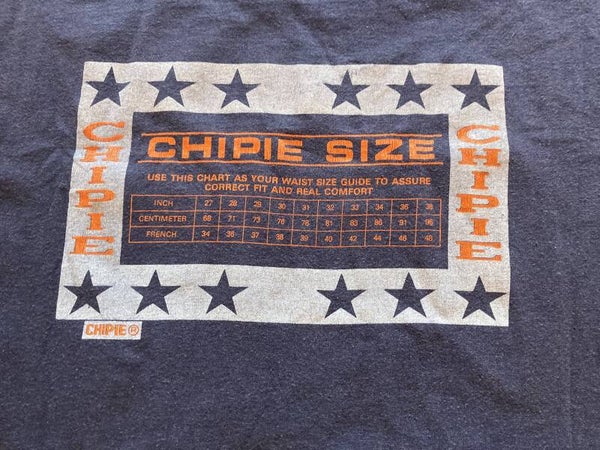 CHIPIE
CHIPIE SIZE
USE THIS CHART AS YOUR WAIST SIZE GUIDE TO ASSURE
CORRECT FIT AND REAL COMFORT
INCH 27 28 29 30 31 32 33 34 36 38
CENTIMETER 68 71 73 76 78 81 83 86 91 96
FRENCH 34 36 37 38 39 40 42 44 46 48
CHIPIE
CHIPIE®